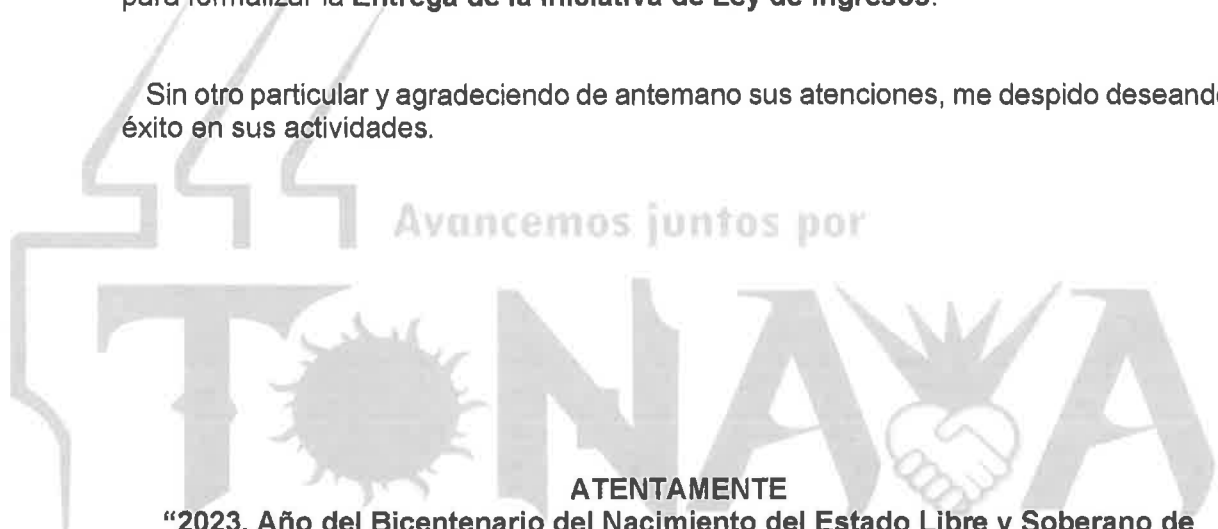 para formalizar la Entrega de la Iniciativa de Ley de Ingresos.
Sin otro particular y agradeciendo de antemano sus atenciones, me despido deseando
éxito en sus actividades.
Avancemos juntos por
TONAYA
ATENTAMENTE
“2023, Año del Bicentenario del Nacimiento del Estado Libre y Soberano de